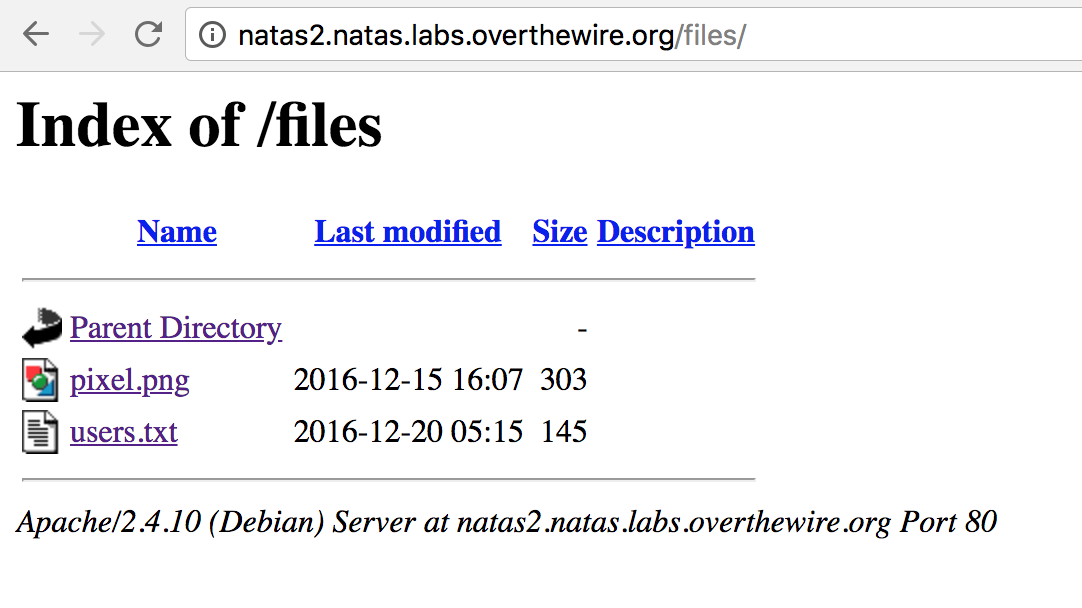 natas2.natas.labs.overthewire.org/files/
Index of /files
Name Last modified Size Description
Parent Directory -
pixel.png 2016-12-15 16:07 303
users.txt 2016-12-20 05:15 145
Apache/2.4.10 (Debian) Server at natas2.natas.labs.overthewire.org Port 80